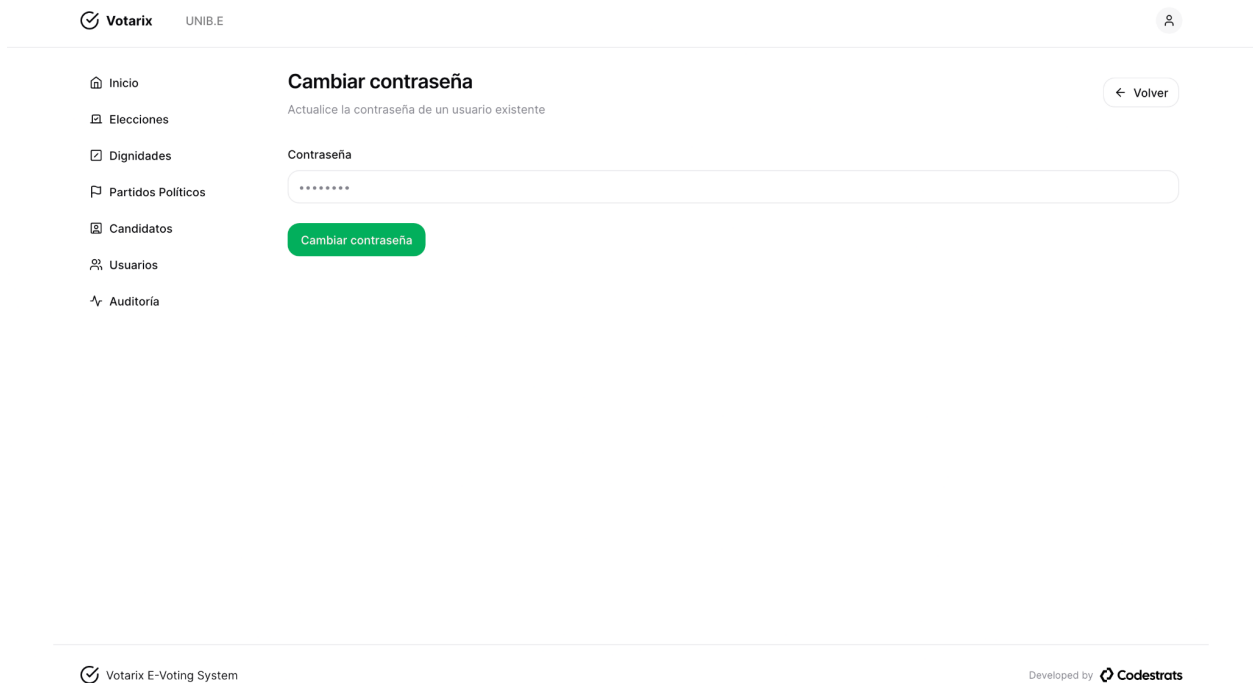 Votarix
UNIB.E
Inicio
Elecciones
Dignidades
Partidos Políticos
Candidatos
Usuarios
Auditoría
Cambiar contraseña
Actualice la contraseña de un usuario existente
Volver
Contraseña
••••••••
Cambiar contraseña
Votarix E-Voting System
Developed by Codestrats